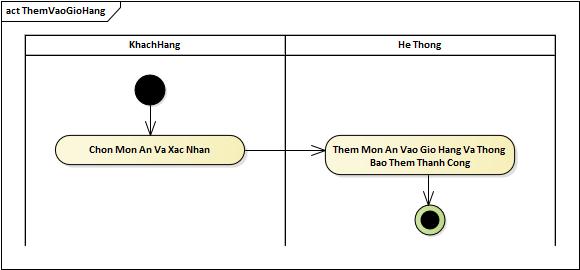 act ThemVaoGioHang
KhachHang
He Thong
Chon Mon An Va Xac Nhan
Them Mon An Vao Gio Hang Va Thong
Bao Them Thanh Cong